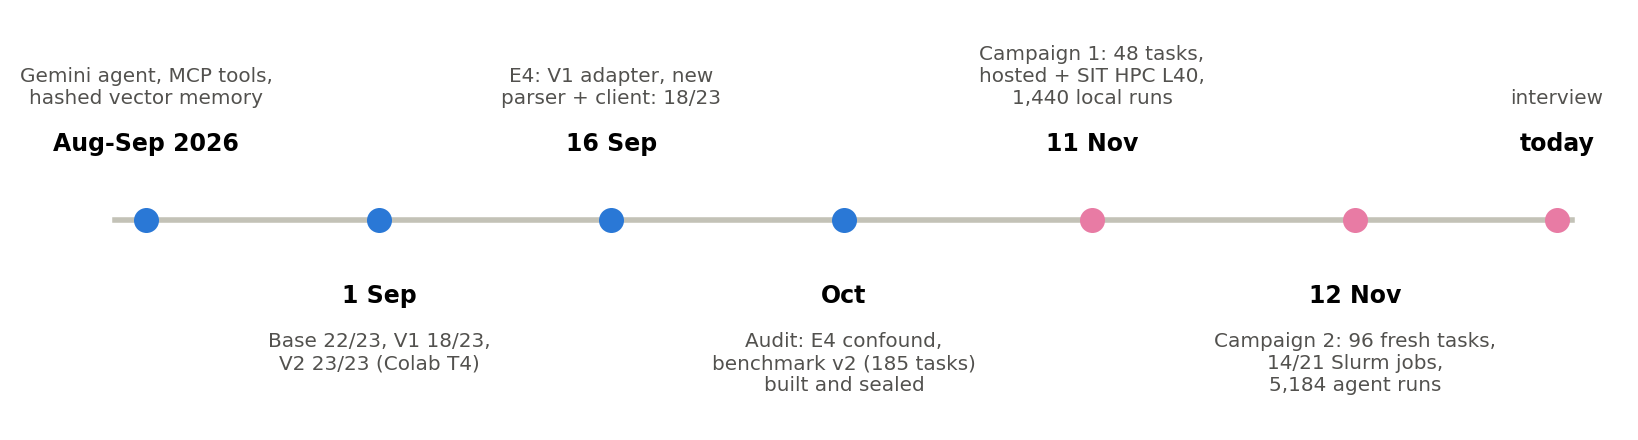 Gemini agent, MCP tools,
hashed vector memory
Aug-Sep 2026
1 Sep
Base 22/23, V1 18/23,
V2 23/23 (Colab T4)
E4: V1 adapter, new
parser + client: 18/23
16 Sep
Oct
Audit: E4 confound,
benchmark v2 (185 tasks)
built and sealed
Campaign 1: 48 tasks,
hosted + SIT HPC L40,
1,440 local runs
11 Nov
12 Nov
Campaign 2: 96 fresh tasks,
14/21 Slurm jobs,
5,184 agent runs
interview
today